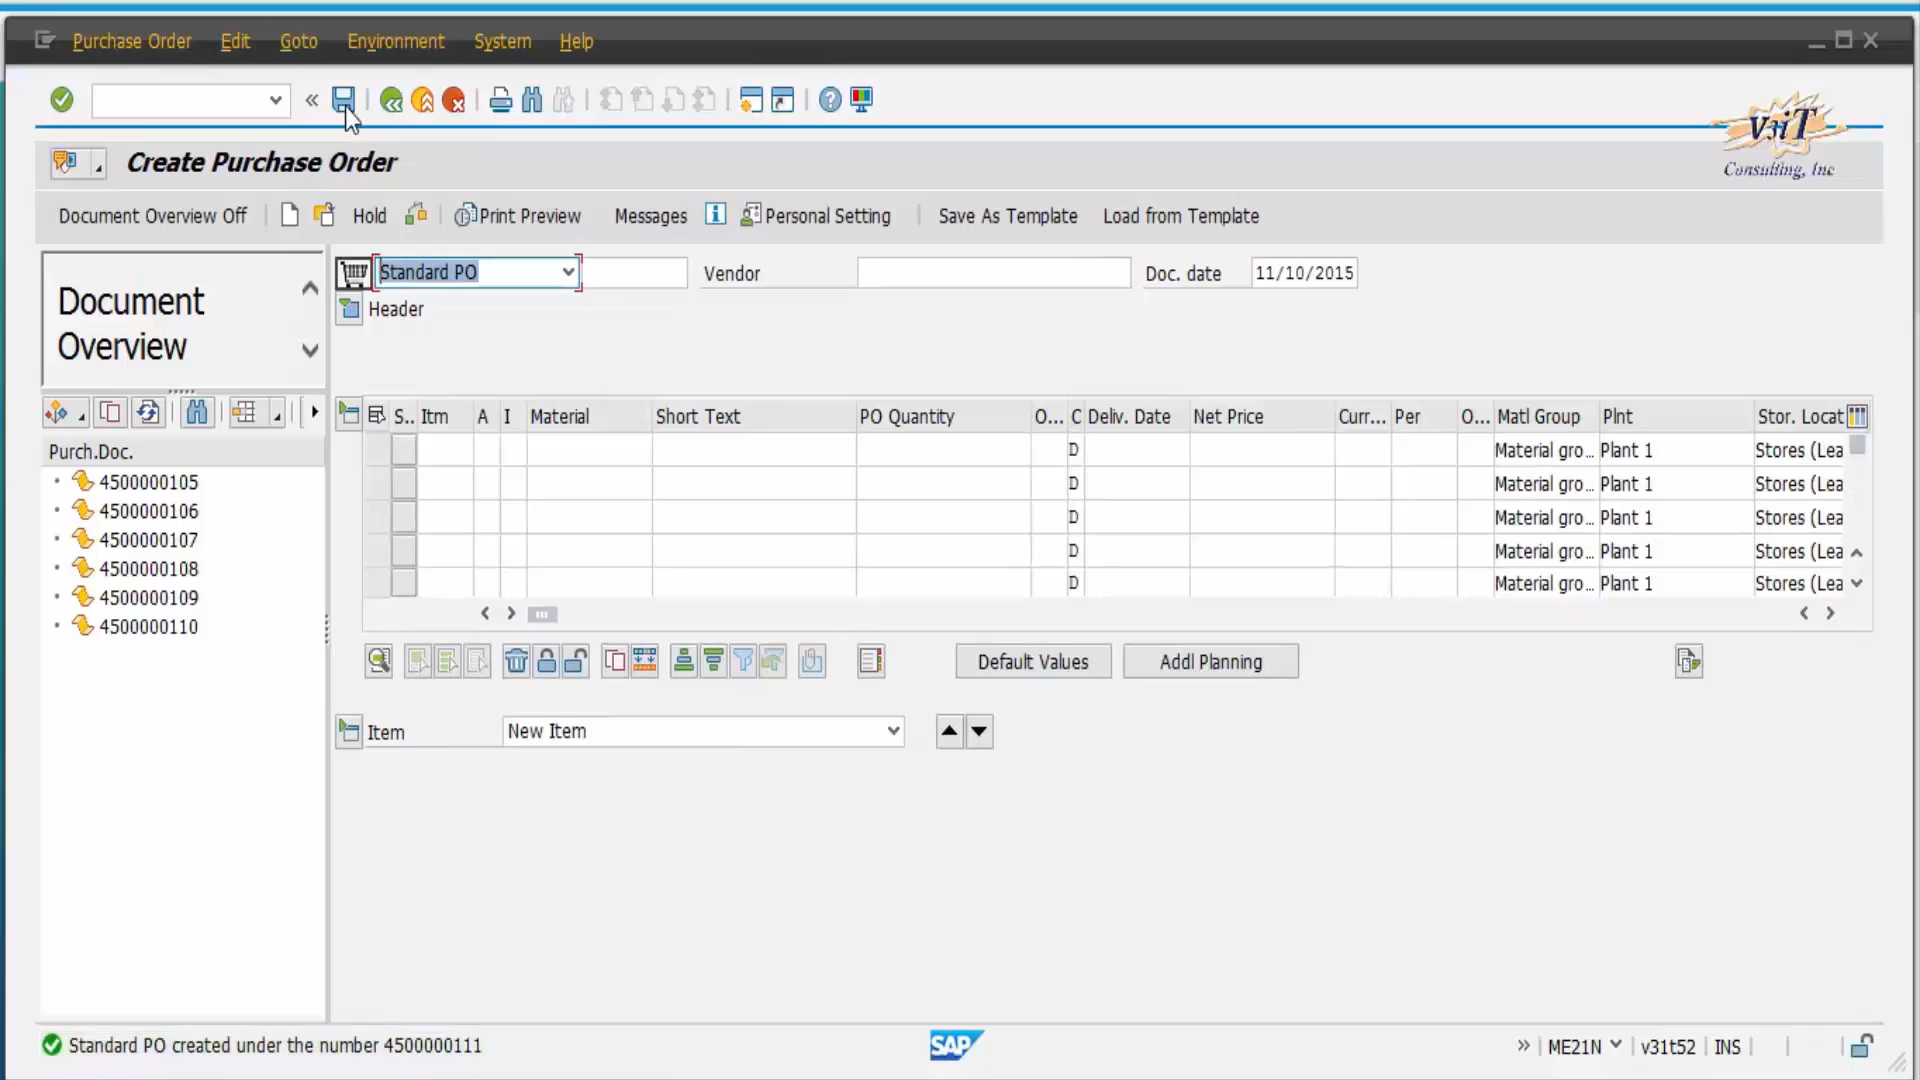 Purchase Order Edit Goto Environment System Help
V3iT
Consulting, Inc
Create Purchase Order
Document Overview Off Hold Print Preview Messages Personal Setting Save As Template Load from Template
Document Overview
Standard PO Vendor Doc. date 11/10/2015
Header
S.. Itm A I Material Short Text PO Quantity O... C Deliv. Date Net Price Curr... Per O... Matl Group Plnt Stor. Locat
D Material gro... Plant 1 Stores (Lea
D Material gro... Plant 1 Stores (Lea
D Material gro... Plant 1 Stores (Lea
D Material gro... Plant 1 Stores (Lea
D Material gro... Plant 1 Stores (Lea
Purch.Doc.
4500000105
4500000106
4500000107
4500000108
4500000109
4500000110
Default Values Addl Planning
Item New Item
Standard PO created under the number 4500000111 SAP ME21N v31t52 INS